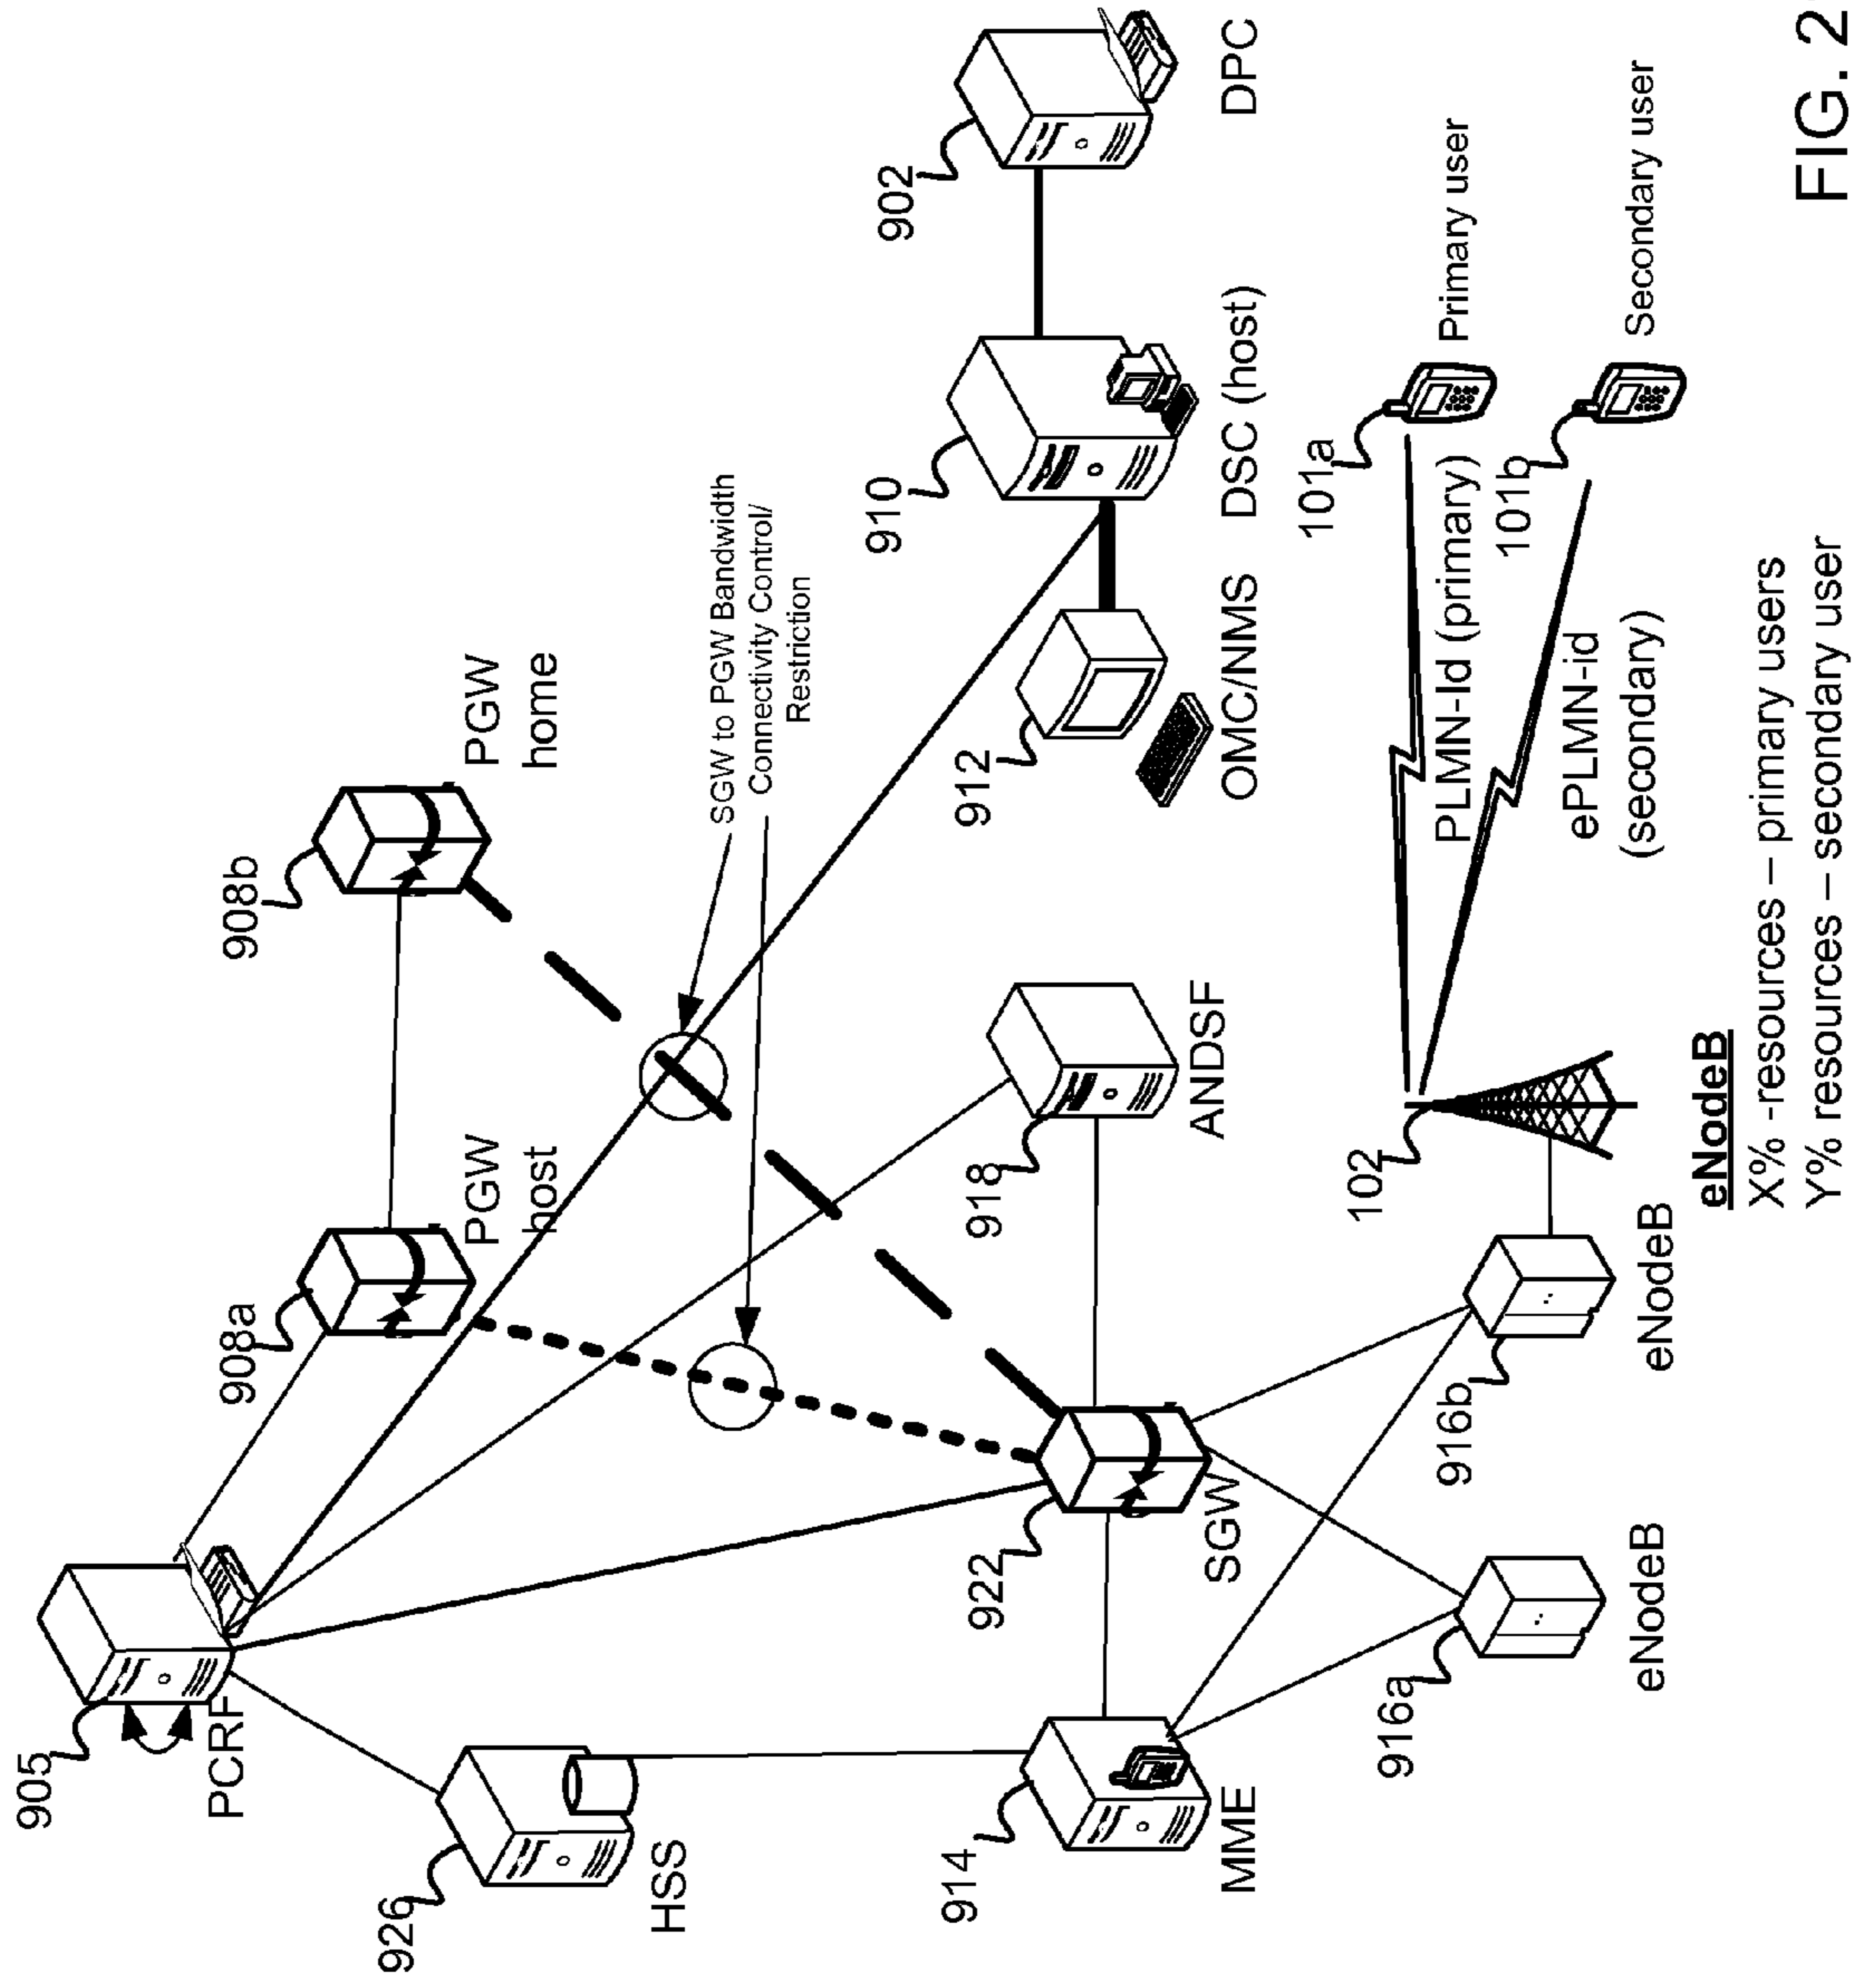 905
PCRF
908a
PGW
host
908b
PGW
home
SGW to PGW Bandwidth
Connectivity Control/
Restriction
926
HSS
910
DSC (host)
902
DPC
912
OMC/NMS
914
MME
922
SGW
918
ANDSF
101a
Primary user
PLMN-Id (primary)
101b
Secondary user
ePLMN-id
(secondary)
102
916a
eNodeB
916b
eNodeB
eNodeB
X% -resources – primary users
Y% resources – secondary user
FIG. 2